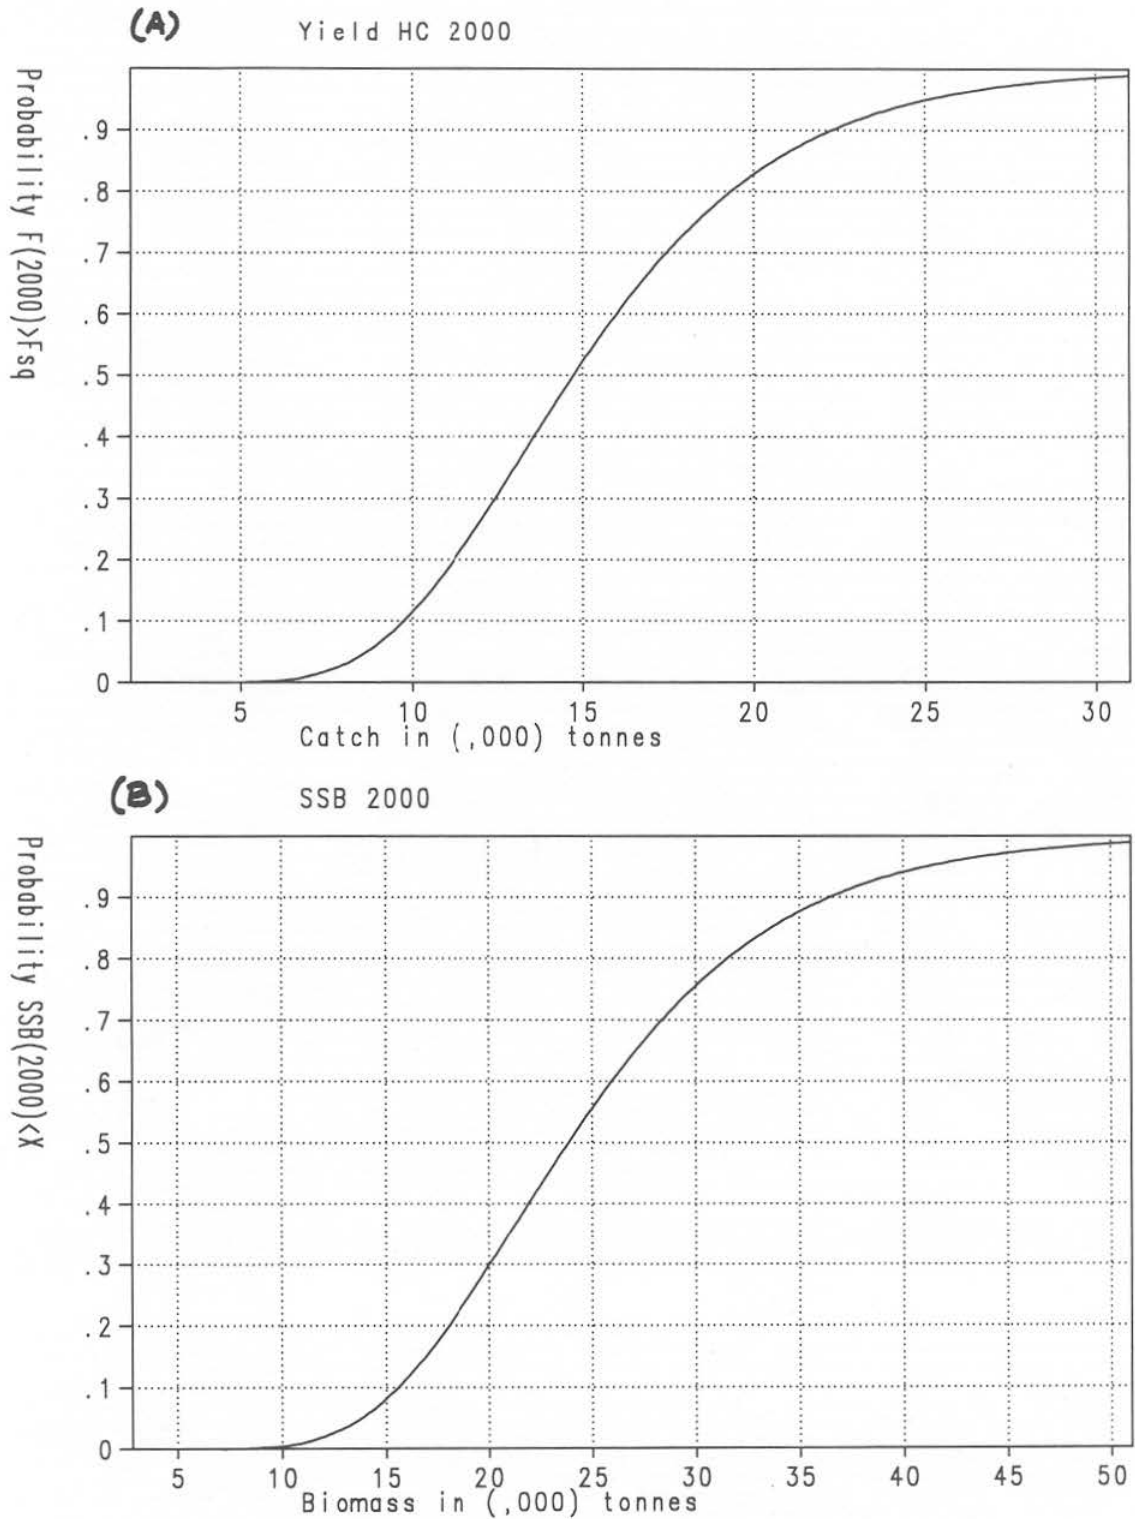 (A)
Yield HC 2000
Probability F(2000)>Fsq
.9
.8
.7
.6
.5
.4
.3
.2
.1
0
5 10 15 20 25 30
Catch in (,000) tonnes
(B)
SSB 2000
Probability SSB(2000)<X
.9
.8
.7
.6
.5
.4
.3
.2
.1
0
5 10 15 20 25 30 35 40 45 50
Biomass in (,000) tonnes